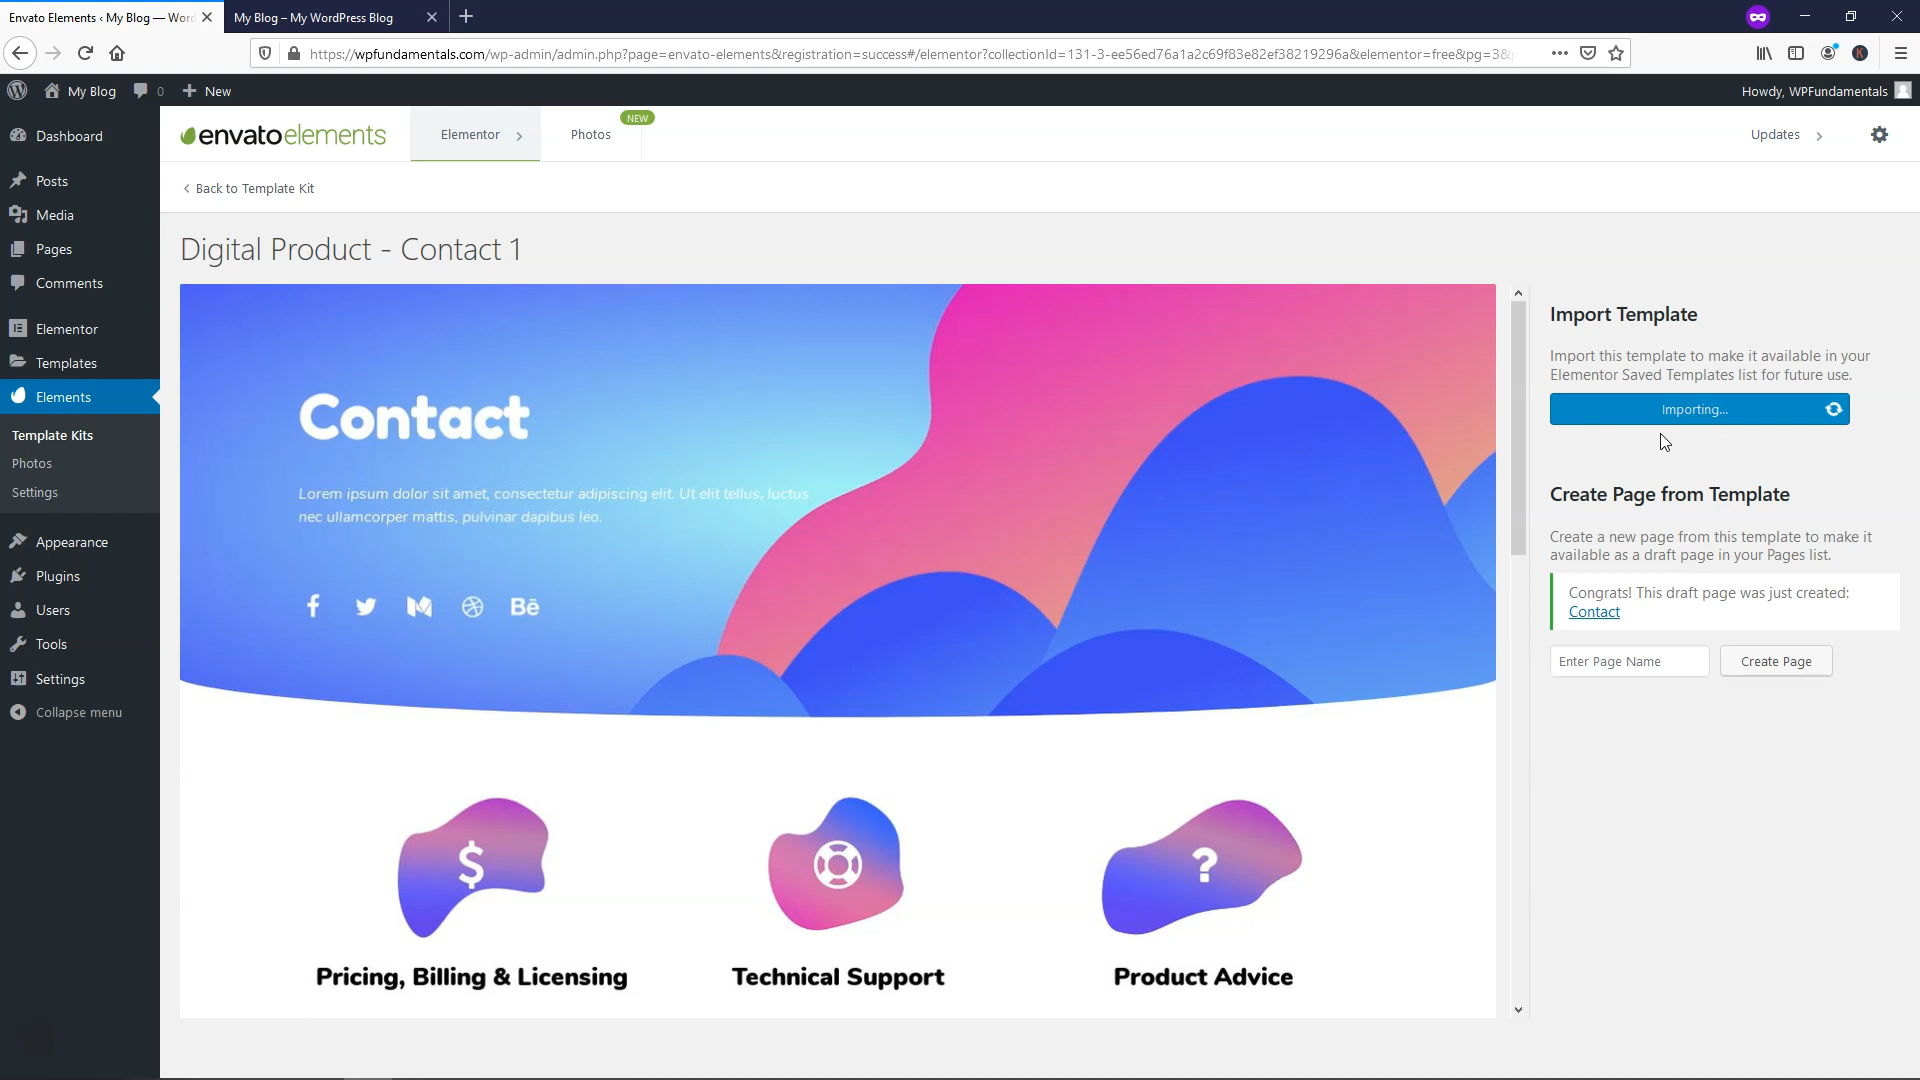 Envato Elements ‹ My Blog — Wor
My Blog – My WordPress Blog
https://wpfundamentals.com/wp-admin/admin.php?page=envato-elements&registration=success#/elementor?collectionId=131-3-ee56ed76a1a2c69f83e82ef38219296a&elementor=free&pg=3&
My Blog
0
New
Howdy, WPFundamentals
Dashboard
Posts
Media
Pages
Comments
Elementor
Templates
Elements
Template Kits
Photos
Settings
Appearance
Plugins
Users
Tools
Settings
Collapse menu
envatoelements
Elementor
Photos
NEW
Updates
Back to Template Kit
Digital Product - Contact 1
Contact
Lorem ipsum dolor sit amet, consectetur adipiscing elit. Ut elit tellus, luctus
nec ullamcorper mattis, pulvinar dapibus leo.
Pricing, Billing & Licensing
Technical Support
Product Advice
Import Template
Import this template to make it available in your
Elementor Saved Templates list for future use.
Importing...
Create Page from Template
Create a new page from this template to make it
available as a draft page in your Pages list.
Congrats! This draft page was just created:
Contact
Enter Page Name
Create Page